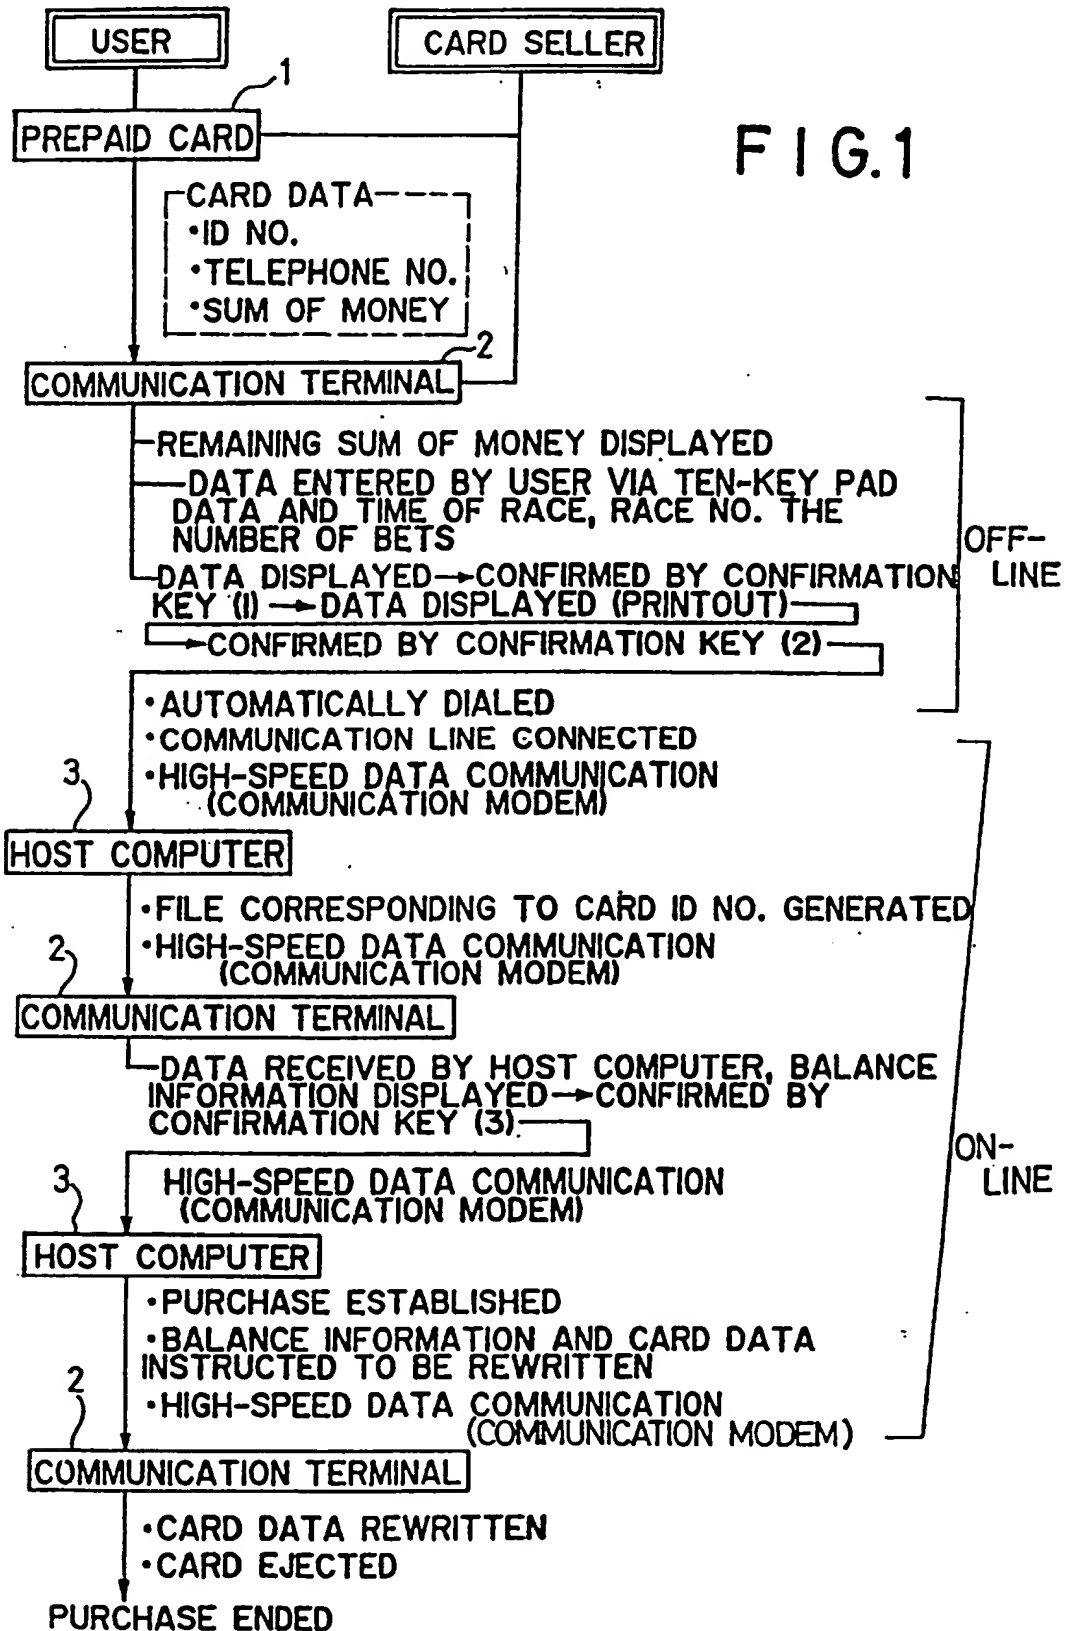 USER
CARD SELLER
1
PREPAID CARD
FIG.1
CARD DATA
•ID NO.
•TELEPHONE NO.
•SUM OF MONEY
2
COMMUNICATION TERMINAL
REMAINING SUM OF MONEY DISPLAYED
DATA ENTERED BY USER VIA TEN-KEY PAD
DATA AND TIME OF RACE, RACE NO. THE
NUMBER OF BETS
OFF-
LINE
DATA DISPLAYED→CONFIRMED BY CONFIRMATION
KEY (1)→DATA DISPLAYED (PRINTOUT)
→CONFIRMED BY CONFIRMATION KEY (2)
•AUTOMATICALLY DIALED
•COMMUNICATION LINE CONNECTED
•HIGH-SPEED DATA COMMUNICATION
(COMMUNICATION MODEM)
3
HOST COMPUTER
•FILE CORRESPONDING TO CARD ID NO. GENERATED
•HIGH-SPEED DATA COMMUNICATION
(COMMUNICATION MODEM)
2
COMMUNICATION TERMINAL
DATA RECEIVED BY HOST COMPUTER, BALANCE
INFORMATION DISPLAYED→CONFIRMED BY
CONFIRMATION KEY (3)
ON-
LINE
HIGH-SPEED DATA COMMUNICATION
(COMMUNICATION MODEM)
3
HOST COMPUTER
•PURCHASE ESTABLISHED
•BALANCE INFORMATION AND CARD DATA
INSTRUCTED TO BE REWRITTEN
•HIGH-SPEED DATA COMMUNICATION
(COMMUNICATION MODEM)
2
COMMUNICATION TERMINAL
•CARD DATA REWRITTEN
•CARD EJECTED
PURCHASE ENDED